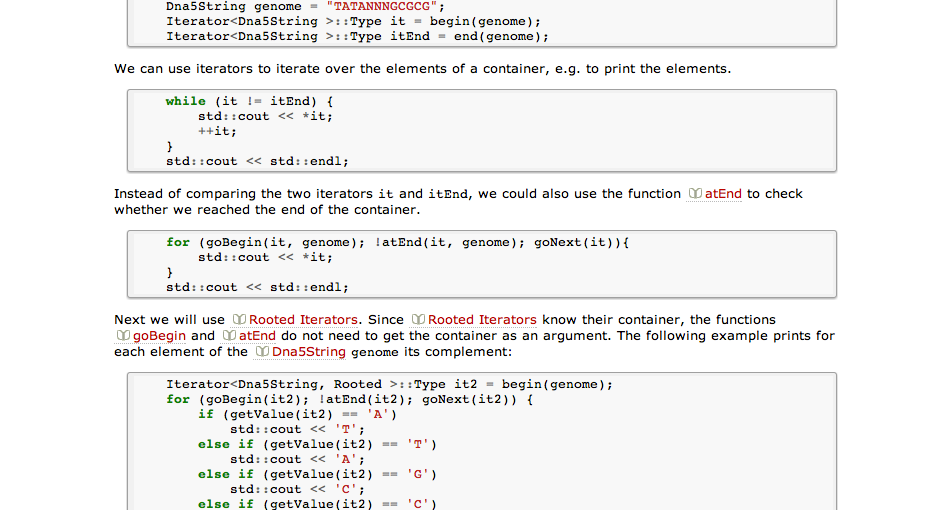 Dna5String genome = "TATANNNGCGCG";
Iterator<Dna5String >::Type it = begin(genome);
Iterator<Dna5String >::Type itEnd = end(genome);
We can use iterators to iterate over the elements of a container, e.g. to print the elements.
while (it != itEnd) {
std::cout << *it;
++it;
}
std::cout << std::endl;
Instead of comparing the two iterators it and itEnd, we could also use the function atEnd to check
whether we reached the end of the container.
for (goBegin(it, genome); !atEnd(it, genome); goNext(it)){
std::cout << *it;
}
std::cout << std::endl;
Next we will use Rooted Iterators. Since Rooted Iterators know their container, the functions
goBegin and atEnd do not need to get the container as an argument. The following example prints for
each element of the Dna5String genome its complement:
Iterator<Dna5String, Rooted >::Type it2 = begin(genome);
for (goBegin(it2); !atEnd(it2); goNext(it2)) {
if (getValue(it2) == 'A')
std::cout << 'T';
else if (getValue(it2) == 'T')
std::cout << 'A';
else if (getValue(it2) == 'G')
std::cout << 'C';
else if (getValue(it2) == 'C')